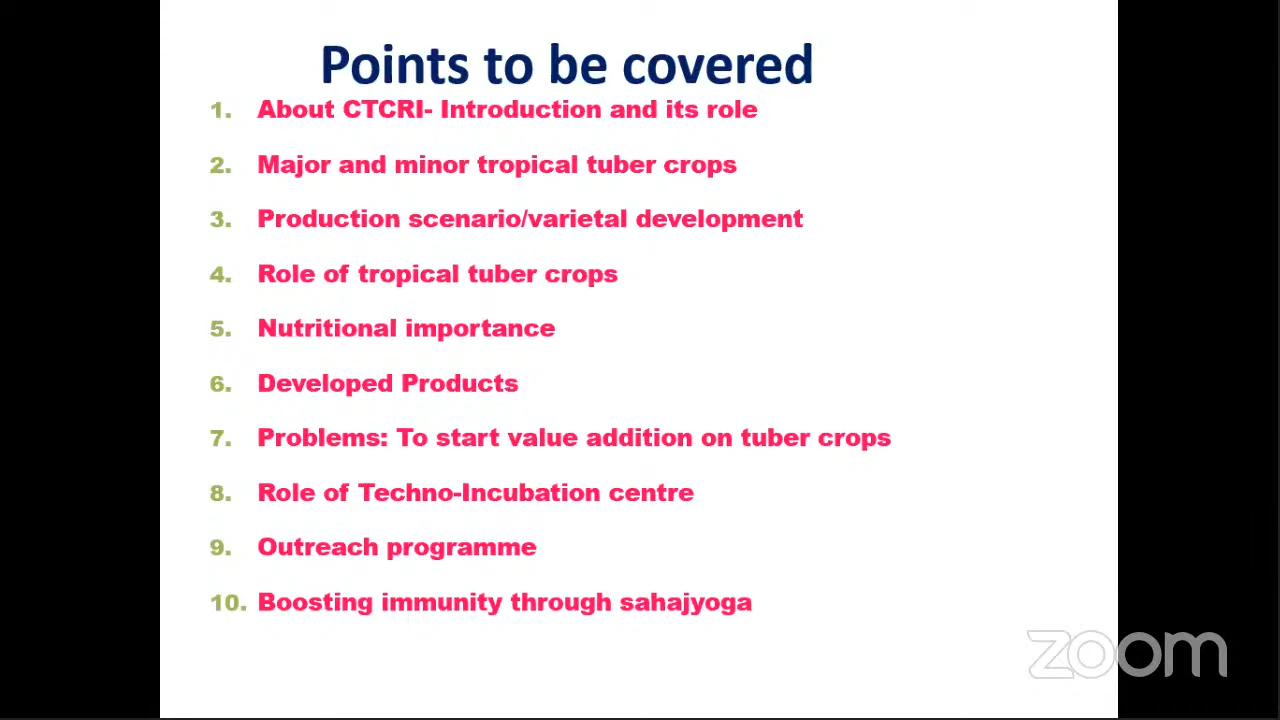 Points to be covered
1. About CTCRI- Introduction and its role
2. Major and minor tropical tuber crops
3. Production scenario/varietal development
4. Role of tropical tuber crops
5. Nutritional importance
6. Developed Products
7. Problems: To start value addition on tuber crops
8. Role of Techno-Incubation centre
9. Outreach programme
10. Boosting immunity through sahajyoga
zoom